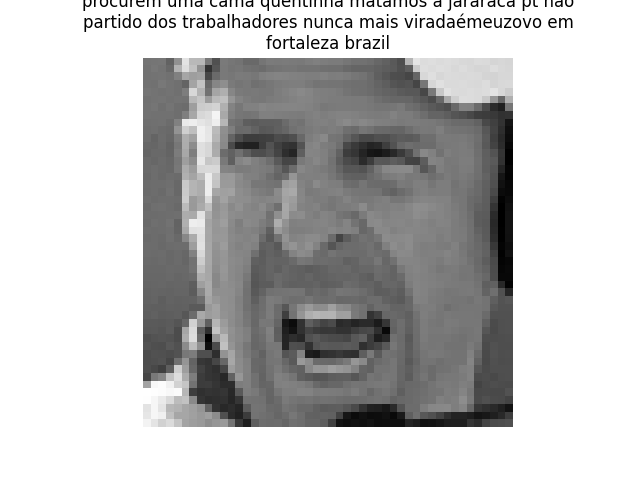 procurem uma cama quentinha matamos a jararaca pt não
partido dos trabalhadores nunca mais viradaémeuzovo em
fortaleza brazil